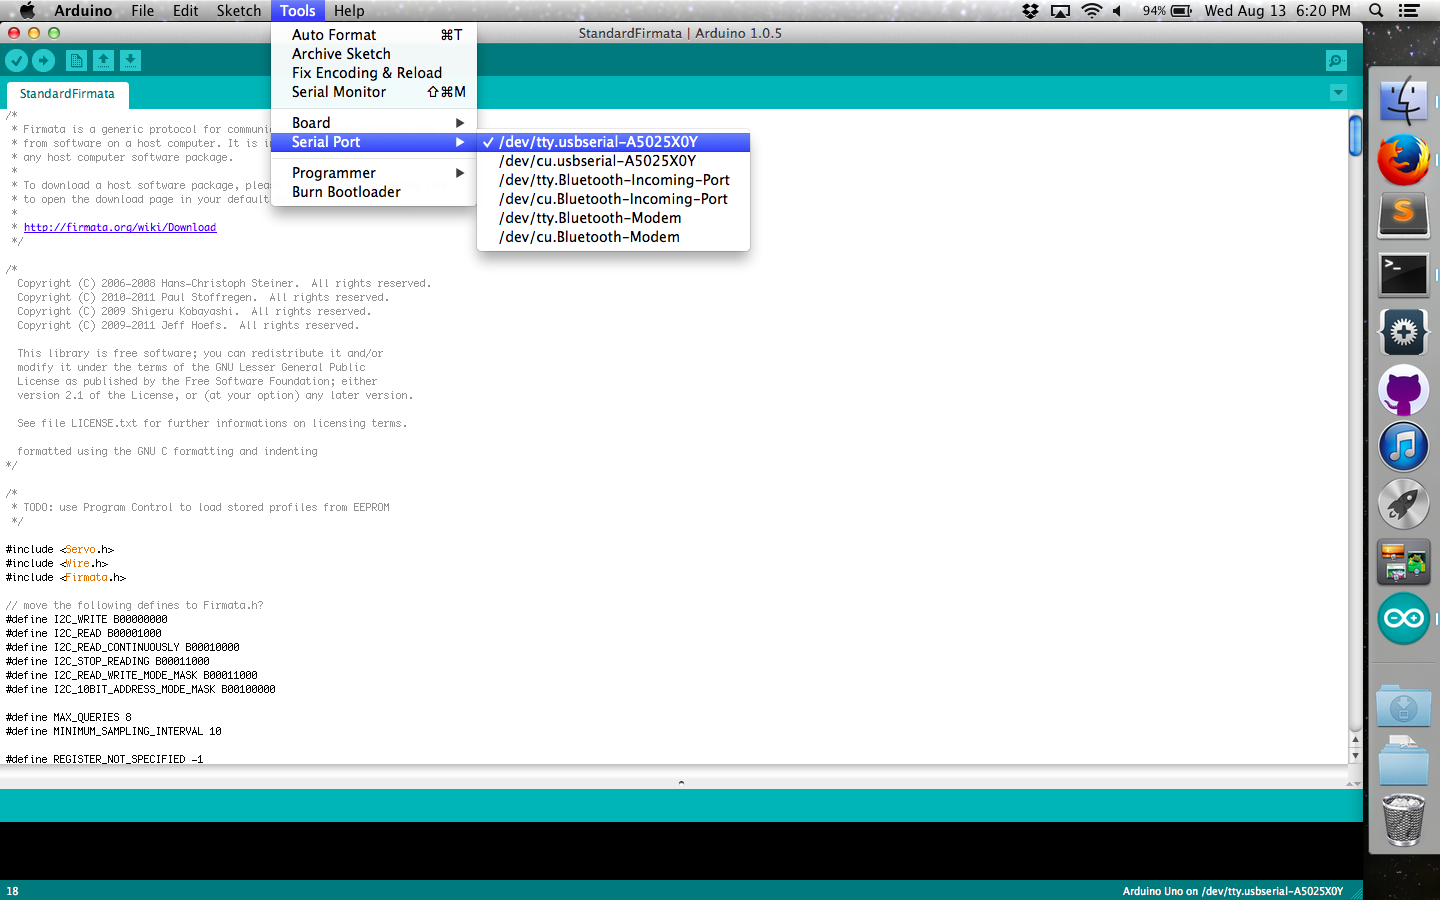 Arduino File Edit Sketch Tools Help 94% Wed Aug 13 6:20 PM
StandardFirmata | Arduino 1.0.5
Auto Format ⌘T
Archive Sketch
Fix Encoding & Reload
Serial Monitor ⇧⌘M
Board
Serial Port
Programmer
Burn Bootloader
✓ /dev/tty.usbserial-A5025X0Y
/dev/cu.usbserial-A5025X0Y
/dev/tty.Bluetooth-Incoming-Port
/dev/cu.Bluetooth-Incoming-Port
/dev/tty.Bluetooth-Modem
/dev/cu.Bluetooth-Modem
StandardFirmata
/*
* Firmata is a generic protocol for
* from software on a host computer. It is
* any host computer software package.
*
* To download a host software package,
* to open the download page in your default
*
* http://firmata.org/wiki/Download
*/
/*
Copyright (C) 2006-2008 Hans-Christoph Steiner. All rights reserved.
Copyright (C) 2010-2011 Paul Stoffregen. All rights reserved.
Copyright (C) 2009 Shigeru Kobayashi. All rights reserved.
Copyright (C) 2009-2011 Jeff Hoefs. All rights reserved.
This library is free software; you can redistribute it and/or
modify it under the terms of the GNU Lesser General Public
License as published by the Free Software Foundation; either
version 2.1 of the License, or (at your option) any later version.
See file LICENSE.txt for further informations on licensing terms.
formatted using the GNU C formatting and indenting
*/
/*
* TODO: use Program Control to load stored profiles from EEPROM
*/
#include <Servo.h>
#include <Wire.h>
#include <Firmata.h>
// move the following defines to Firmata.h?
#define I2C_WRITE B00000000
#define I2C_READ B00001000
#define I2C_READ_CONTINUOUSLY B00010000
#define I2C_STOP_READING B00011000
#define I2C_READ_WRITE_MODE_MASK B00011000
#define I2C_10BIT_ADDRESS_MODE_MASK B00100000
#define MAX_QUERIES 8
#define MINIMUM_SAMPLING_INTERVAL 10
#define REGISTER_NOT_SPECIFIED -1
18
Arduino Uno on /dev/tty.usbserial-A5025X0Y